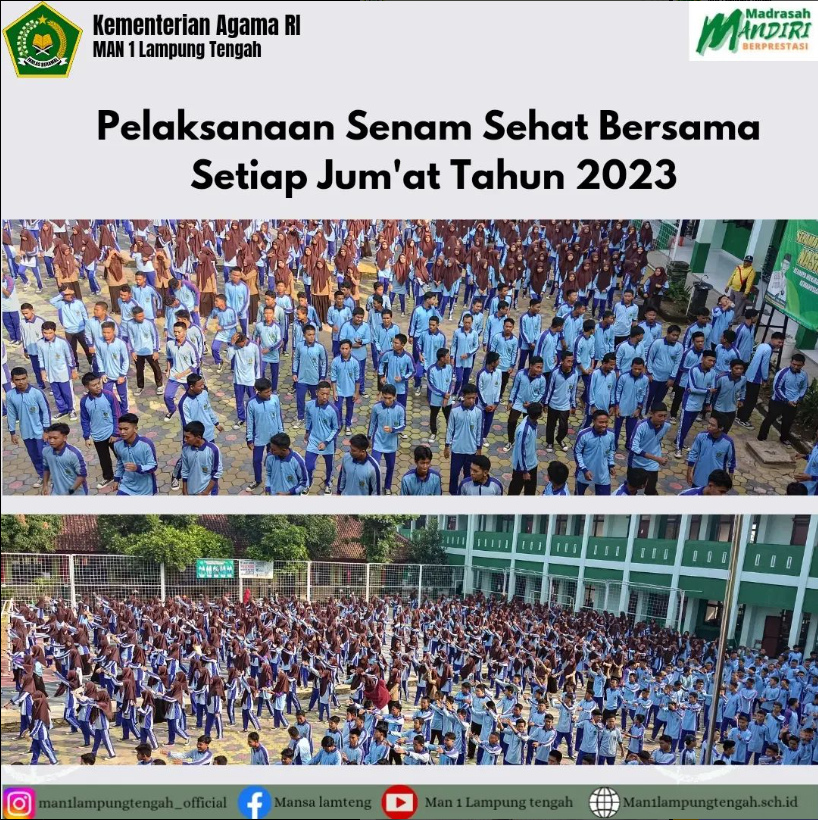 Kementerian Agama RI
MAN 1 Lampung Tengah
Madrasah
MANDIRI
BERPRESTASI
Pelaksanaan Senam Sehat Bersama
Setiap Jum'at Tahun 2023
man1lampungtengah_official
Mansa lamteng
Man 1 Lampung tengah
Man1lampungtengah.sch.id